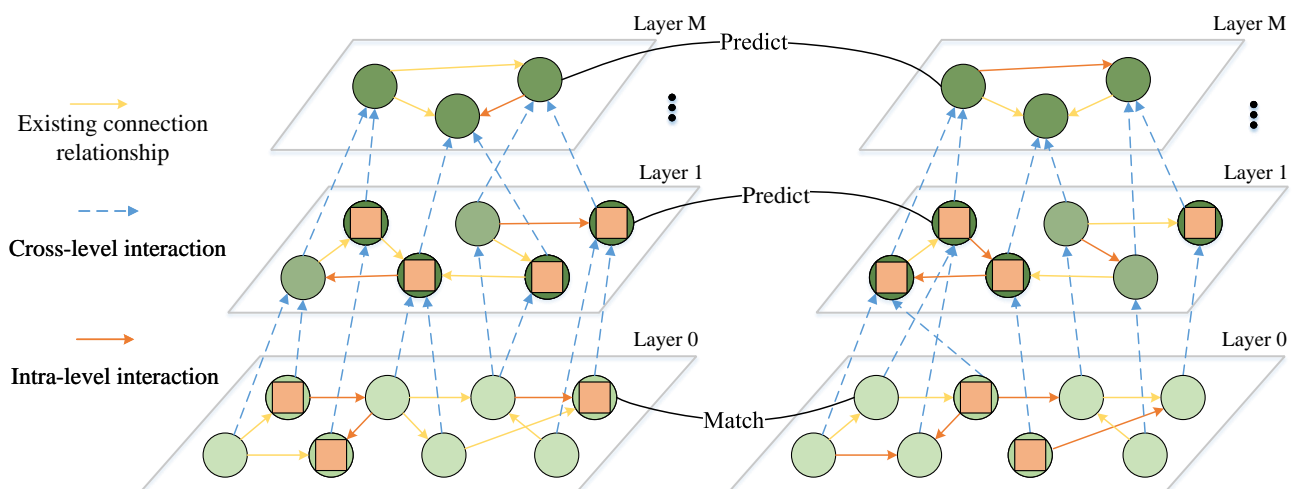 Layer M
Predict
Layer M
Existing connection
relationship
Layer 1
Predict
Layer 1
Cross-level interaction
Layer 0
Layer 0
Intra-level interaction
Match